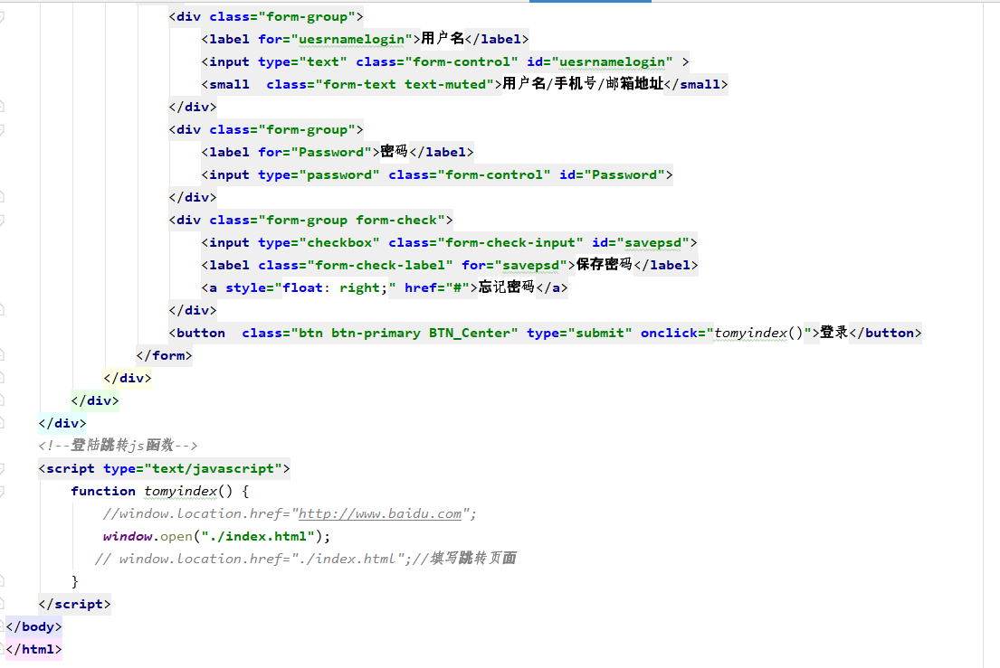 <div class="form-group">
<label for="uesrnamelogin">用户名</label>
<input type="text" class="form-control" id="uesrnamelogin" >
<small  class="form-text text-muted">用户名/手机号/邮箱地址</small>
</div>
<div class="form-group">
<label for="Password">密码</label>
<input type="password" class="form-control" id="Password">
</div>
<div class="form-group form-check">
<input type="checkbox" class="form-check-input" id="savepsd">
<label class="form-check-label" for="savepsd">保存密码</label>
<a style="float: right;" href="#">忘记密码</a>
</div>
<button  class="btn btn-primary BTN_Center" type="submit" onclick="tomyindex()">登录</button>
</form>
</div>
</div>
</div>
<!--登陆跳转js函数-->
<script type="text/javascript">
function tomyindex() {
//window.location.href="http://www.baidu.com";
window.open("./index.html");
// window.location.href="./index.html";//填写跳转页面
}
</script>
</body>
</html>